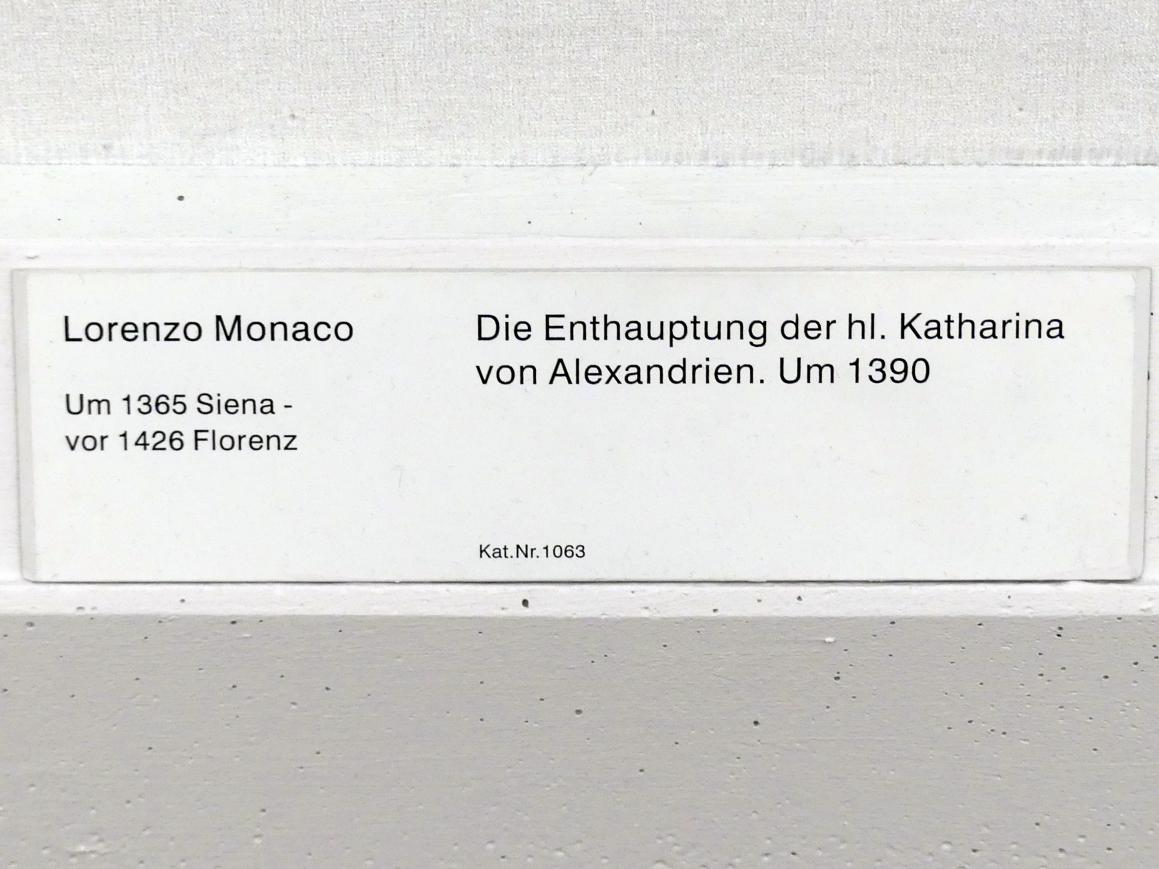 Lorenzo Monaco
Um 1365 Siena -
vor 1426 Florenz
Die Enthauptung der hl. Katharina
von Alexandrien. Um 1390
Kat.Nr.1063